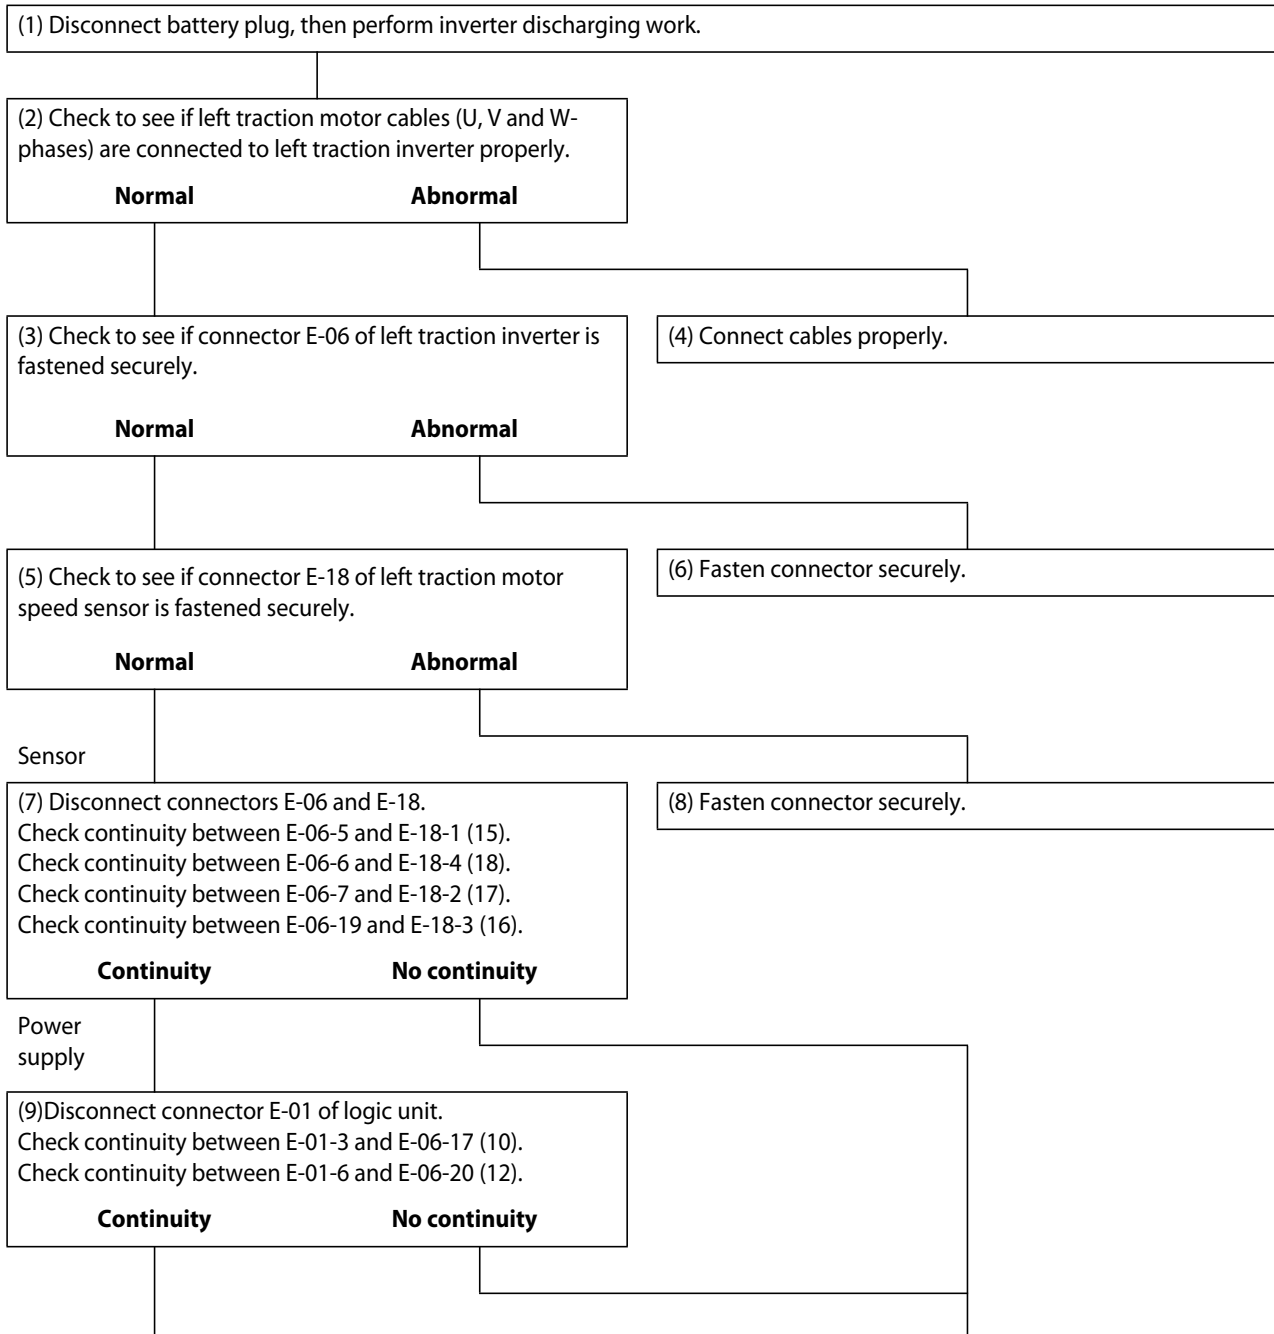 (1) Disconnect battery plug, then perform inverter discharging work.
(2) Check to see if left traction motor cables (U, V and W-
phases) are connected to left traction inverter properly.
Normal Abnormal
(3) Check to see if connector E-06 of left traction inverter is
fastened securely.
Normal Abnormal
(4) Connect cables properly.
(5) Check to see if connector E-18 of left traction motor
speed sensor is fastened securely.
Normal Abnormal
(6) Fasten connector securely.
Sensor
(7) Disconnect connectors E-06 and E-18.
Check continuity between E-06-5 and E-18-1 (15).
Check continuity between E-06-6 and E-18-4 (18).
Check continuity between E-06-7 and E-18-2 (17).
Check continuity between E-06-19 and E-18-3 (16).
Continuity No continuity
(8) Fasten connector securely.
Power
supply
(9)Disconnect connector E-01 of logic unit.
Check continuity between E-01-3 and E-06-17 (10).
Check continuity between E-01-6 and E-06-20 (12).
Continuity No continuity